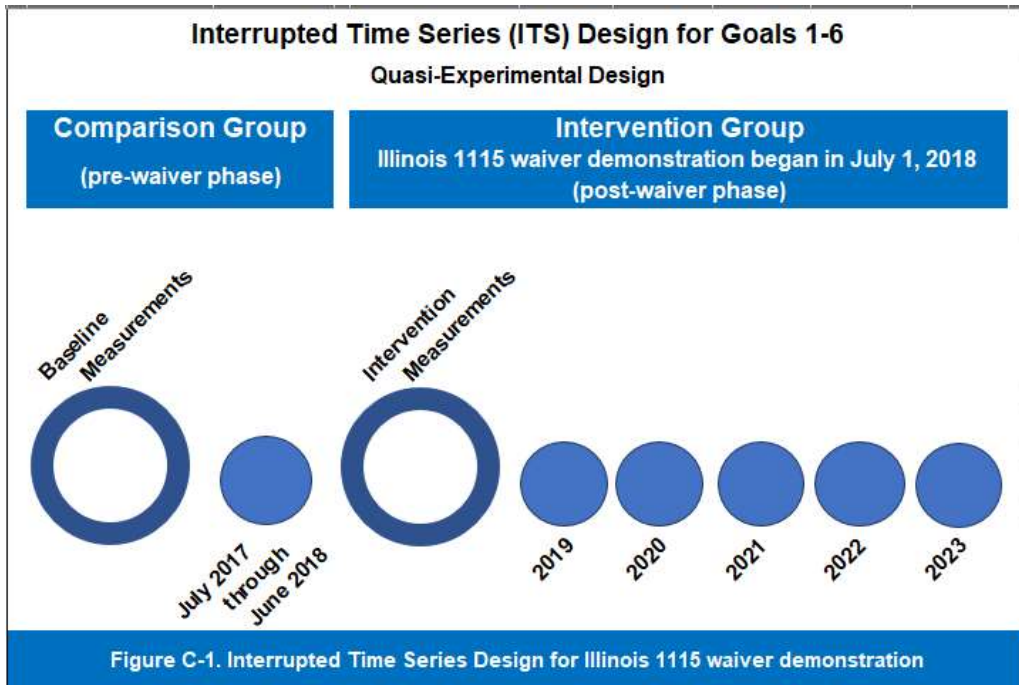 Interrupted Time Series (ITS) Design for Goals 1-6
Quasi-Experimental Design
Comparison Group
(pre-waiver phase)
Intervention Group
Illinois 1115 waiver demonstration began in July 1, 2018
(post-waiver phase)
Baseline
Measurements
July 2017
through
June 2018
Intervention
Measurements
2019
2020
2021
2022
2023
Figure C-1. Interrupted Time Series Design for Illinois 1115 waiver demonstration